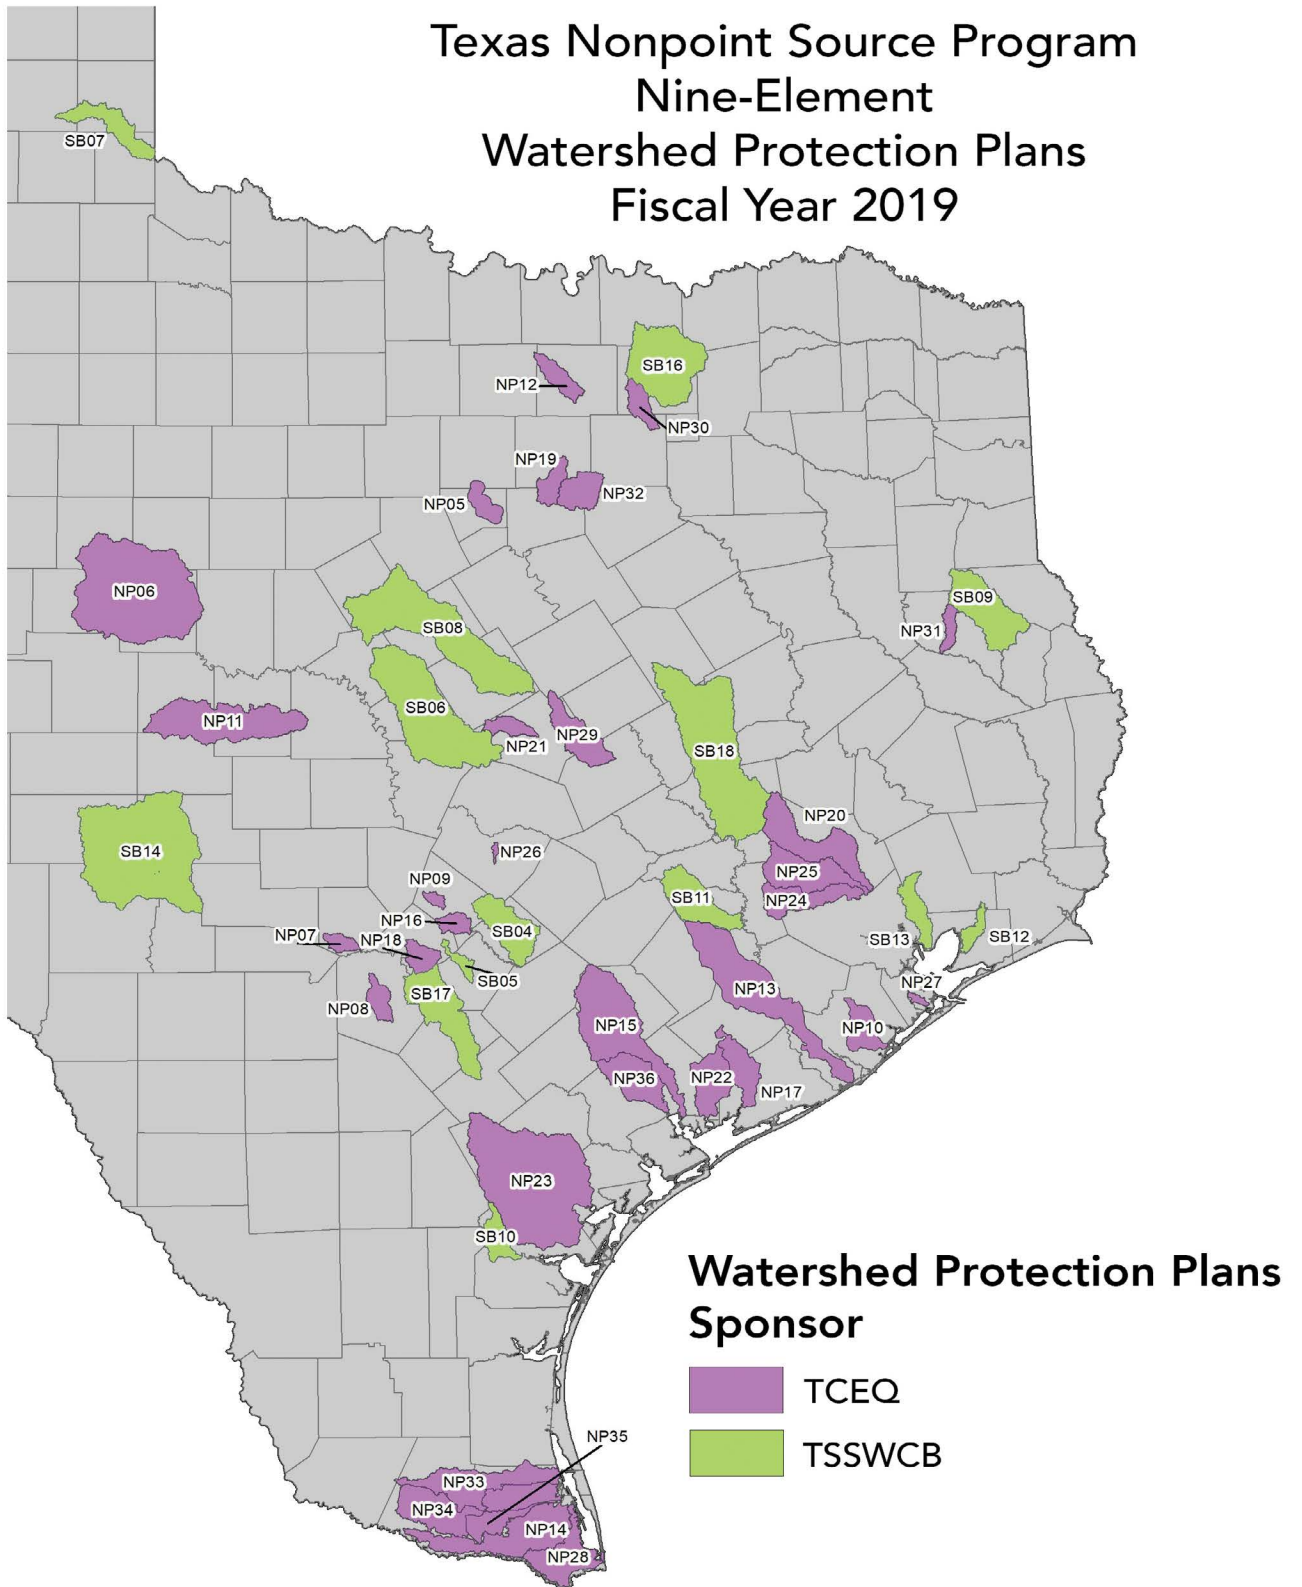 Texas Nonpoint Source Program
Nine-Element
Watershed Protection Plans
Fiscal Year 2019
SB07
SB16
NP12
NP30
NP19
NP32
NP05
NP06
SB09
SB08
NP31
SB06
NP11
NP29
NP21
SB18
NP20
SB14
NP26
NP25
NP09
SB11
NP24
NP16
SB04
NP07
NP18
SB13
SB12
SB05
NP27
NP13
SB17
NP08
NP15
NP10
NP36
NP22
NP17
NP23
SB10
Watershed Protection Plans
Sponsor
TCEQ
TSSWCB
NP35
NP33
NP34
NP14
NP28